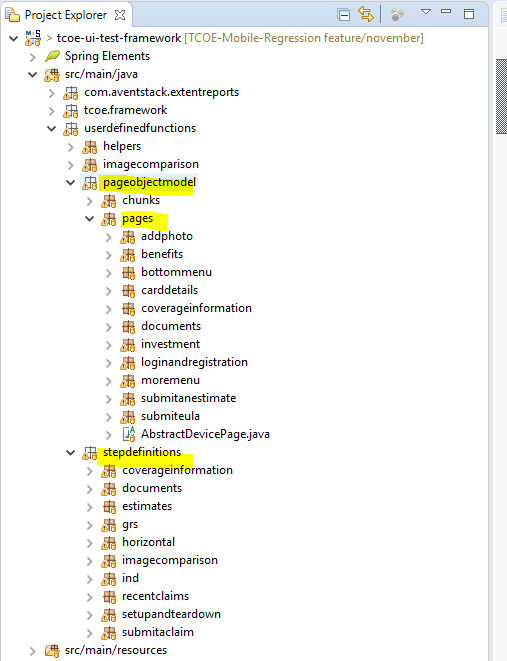 Project Explorer
> tcoe-ui-test-framework [TCOE-Mobile-Regression feature/november]
Spring Elements
src/main/java
com.aventstack.extentreports
tcoe.framework
userdefinedfunctions
helpers
imagecomparison
pageobjectmodel
chunks
pages
addphoto
benefits
bottommenu
carddetails
coverageinformation
documents
investment
loginandregistration
moremenu
submitanestimate
submiteula
AbstractDevicePage.java
stepdefinitions
coverageinformation
documents
estimates
grs
horizontal
imagecomparison
ind
recentclaims
setupandteardown
submitaclaim
src/main/resources